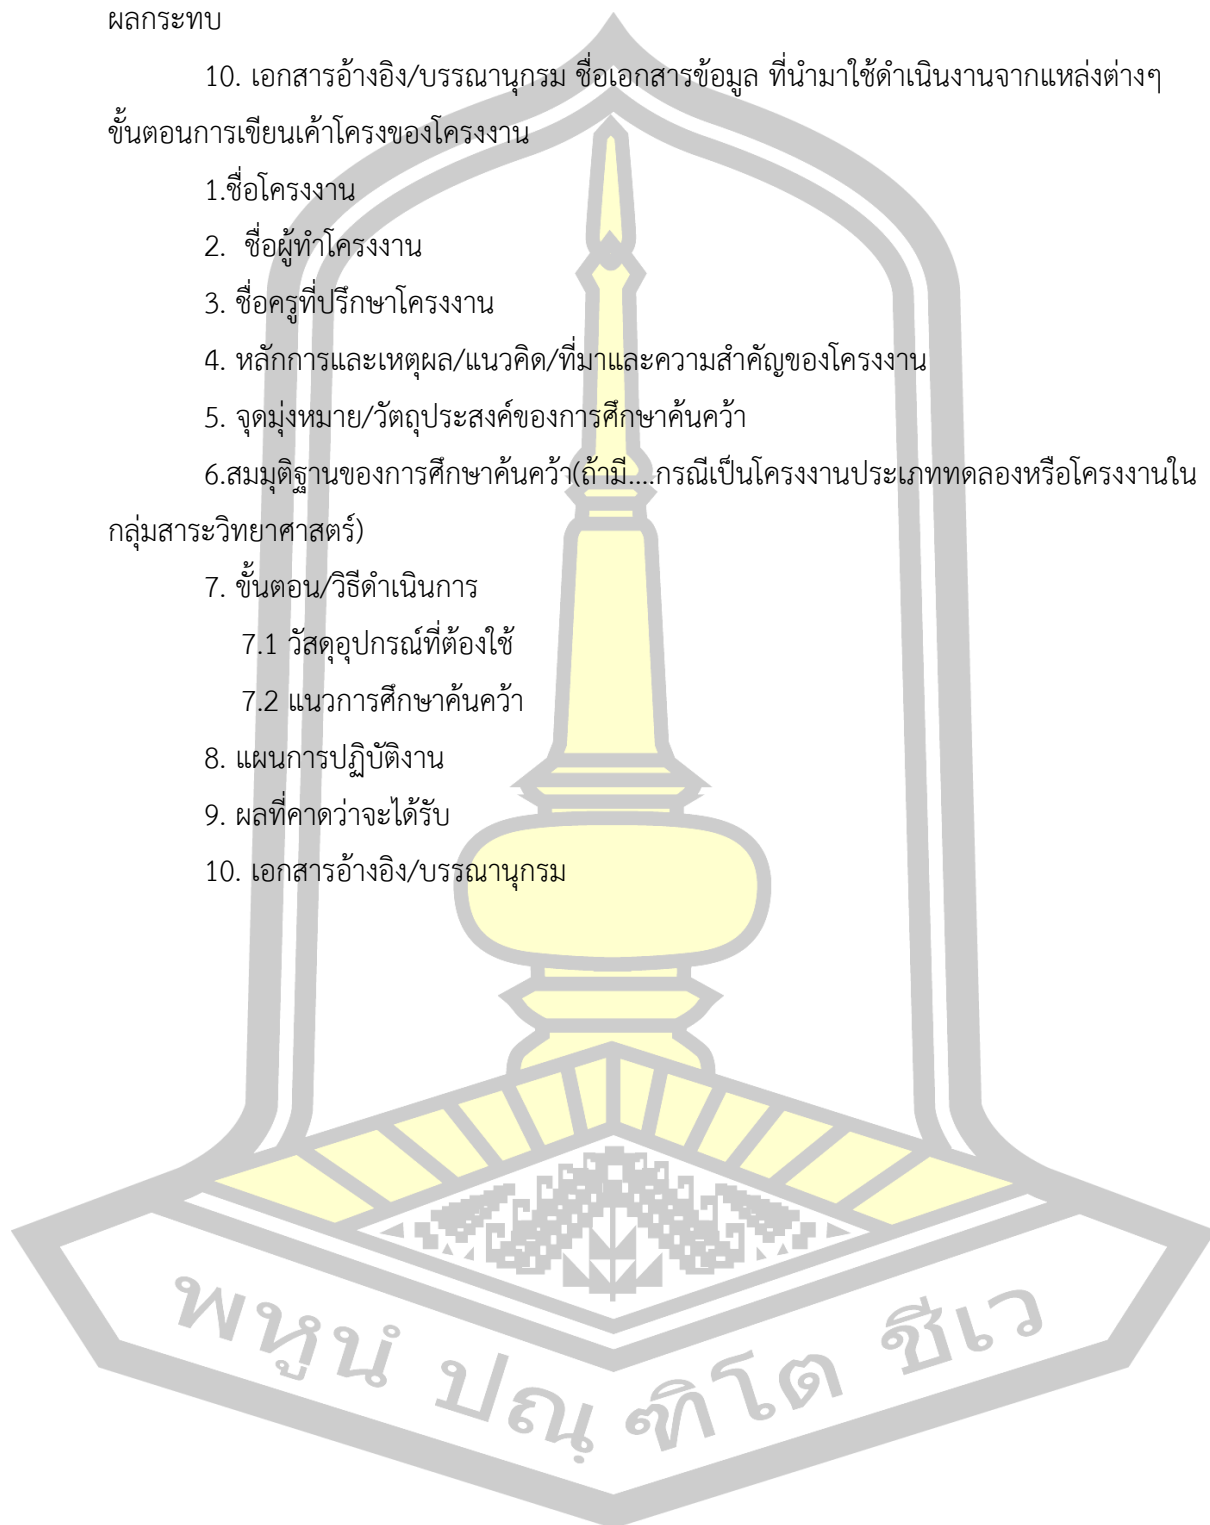 ผลกระทบ
10. เอกสารอ้างอิง/บรรณานุกรม ชื่อเอกสารข้อมูล ที่นำมาใช้ดำเนินงานจากแหล่งต่างๆ
ขั้นตอนการเขียนเค้าโครงของโครงงาน
1.ชื่อโครงงาน
2. ชื่อผู้ทำโครงงาน
3. ชื่อครูที่ปรึกษาโครงงาน
4. หลักการและเหตุผล/แนวคิด/ที่มาและความสำคัญของโครงงาน
5. จุดมุ่งหมาย/วัตถุประสงค์ของการศึกษาค้นคว้า
6.สมมุติฐานของการศึกษาค้นคว้า(ถ้ามี....กรณีเป็นโครงงานประเภททดลองหรือโครงงานใน
กลุ่มสาระวิทยาศาสตร์)
7. ขั้นตอน/วิธีดำเนินการ
7.1 วัสดุอุปกรณ์ที่ต้องใช้
7.2 แนวการศึกษาค้นคว้า
8. แผนการปฏิบัติงาน
9. ผลที่คาดว่าจะได้รับ
10. เอกสารอ้างอิง/บรรณานุกรม
พหูนํ ปณฺฑิโต ชีเว